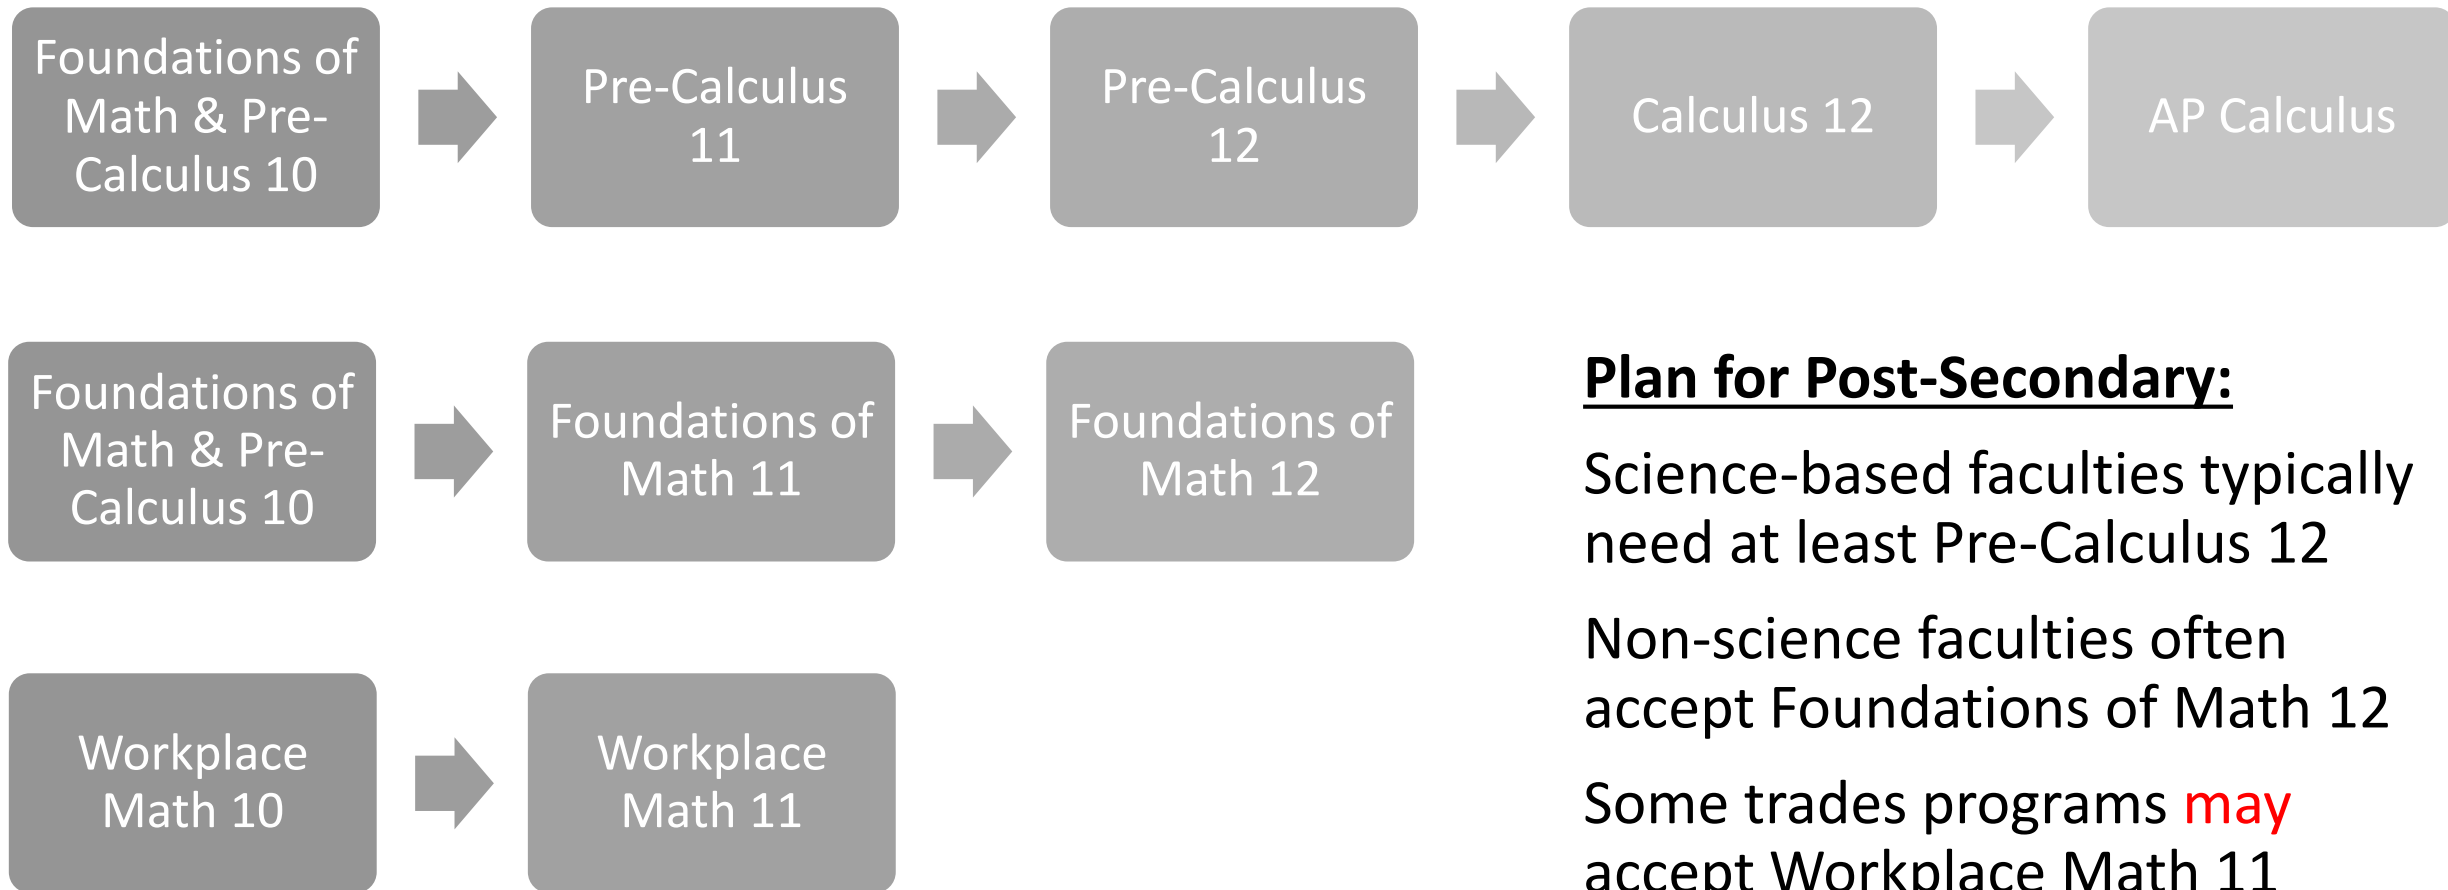 Foundations of
Math & Pre-
Calculus 10
Pre-Calculus
11
Pre-Calculus
12
Calculus 12
AP Calculus
Foundations of
Math & Pre-
Calculus 10
Foundations of
Math 11
Foundations of
Math 12
Workplace
Math 10
Workplace
Math 11
Plan for Post-Secondary:
Science-based faculties typically
need at least Pre-Calculus 12
Non-science faculties often
accept Foundations of Math 12
Some trades programs may
accept Workplace Math 11